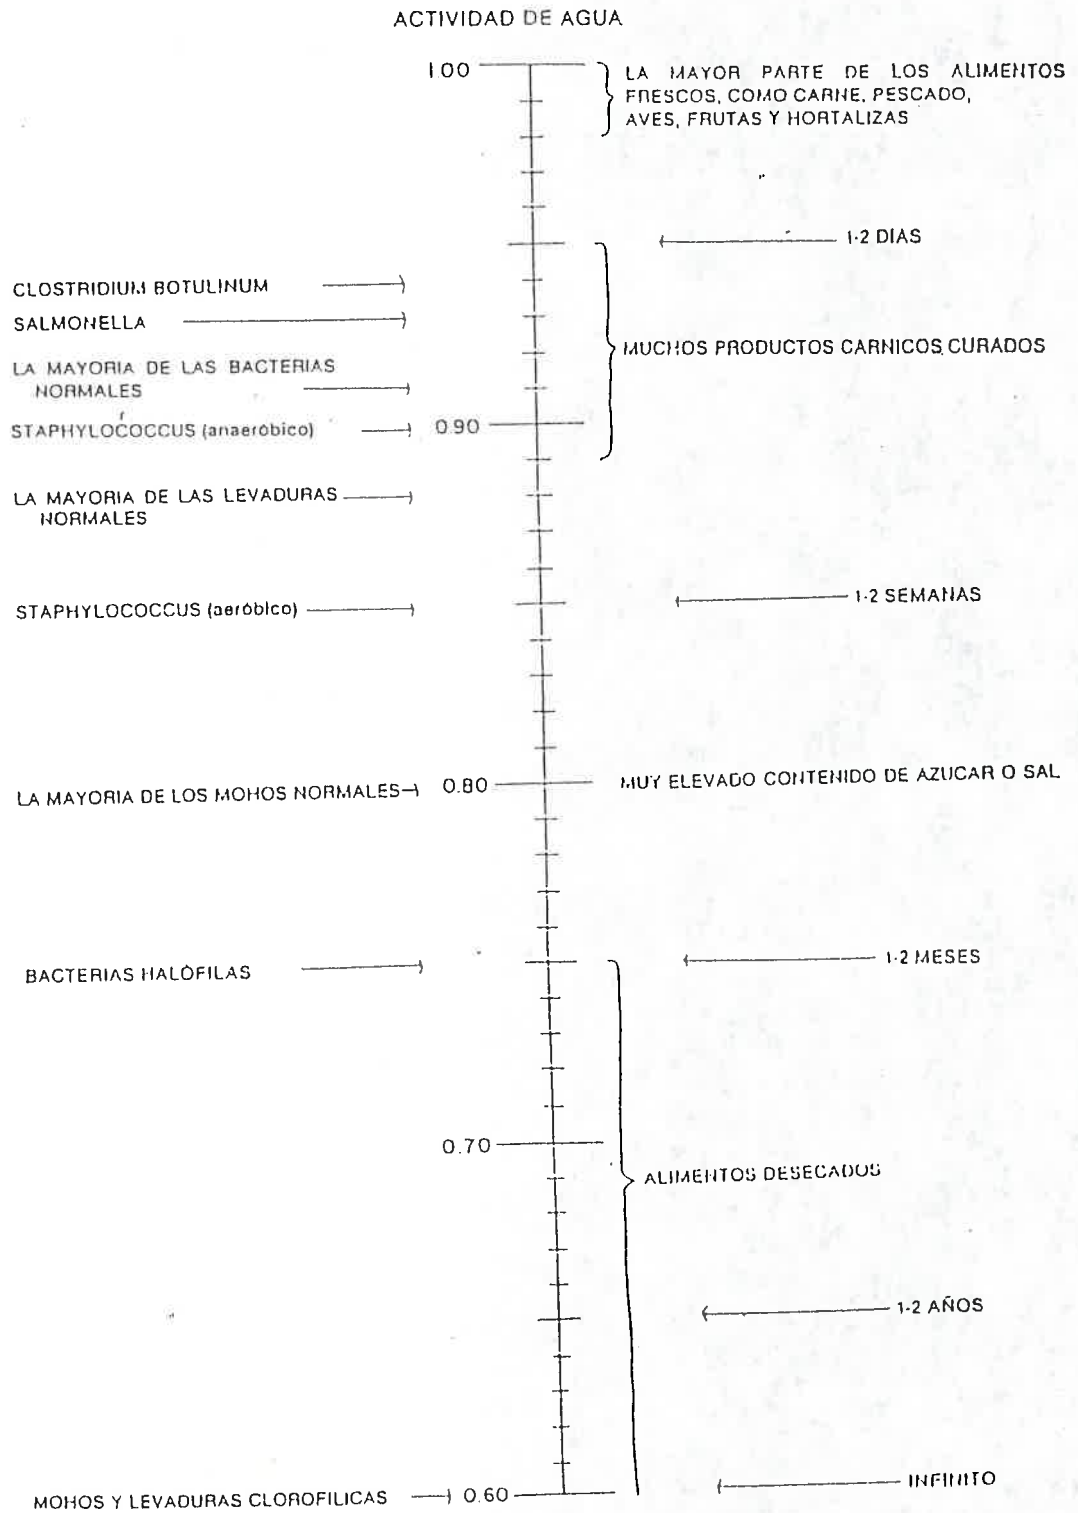 ACTIVIDAD DE AGUA
1.00
LA MAYOR PARTE DE LOS ALIMENTOS
FRESCOS, COMO CARNE, PESCADO,
AVES, FRUTAS Y HORTALIZAS
1-2 DIAS
CLOSTRIDIUM BOTULINUM
SALMONELLA
MUCHOS PRODUCTOS CARNICOS CURADOS
LA MAYORIA DE LAS BACTERIAS
NORMALES
STAPHYLOCOCCUS (anaeróbico)
0.90
LA MAYORIA DE LAS LEVADURAS
NORMALES
STAPHYLOCOCCUS (aeróbico)
1-2 SEMANAS
LA MAYORIA DE LOS MOHOS NORMALES
0.80
MUY ELEVADO CONTENIDO DE AZUCAR O SAL
BACTERIAS HALÓFILAS
1-2 MESES
0.70
ALIMENTOS DESECADOS
1-2 AÑOS
INFINITO
MOHOS Y LEVADURAS CLOROFILICAS
0.60